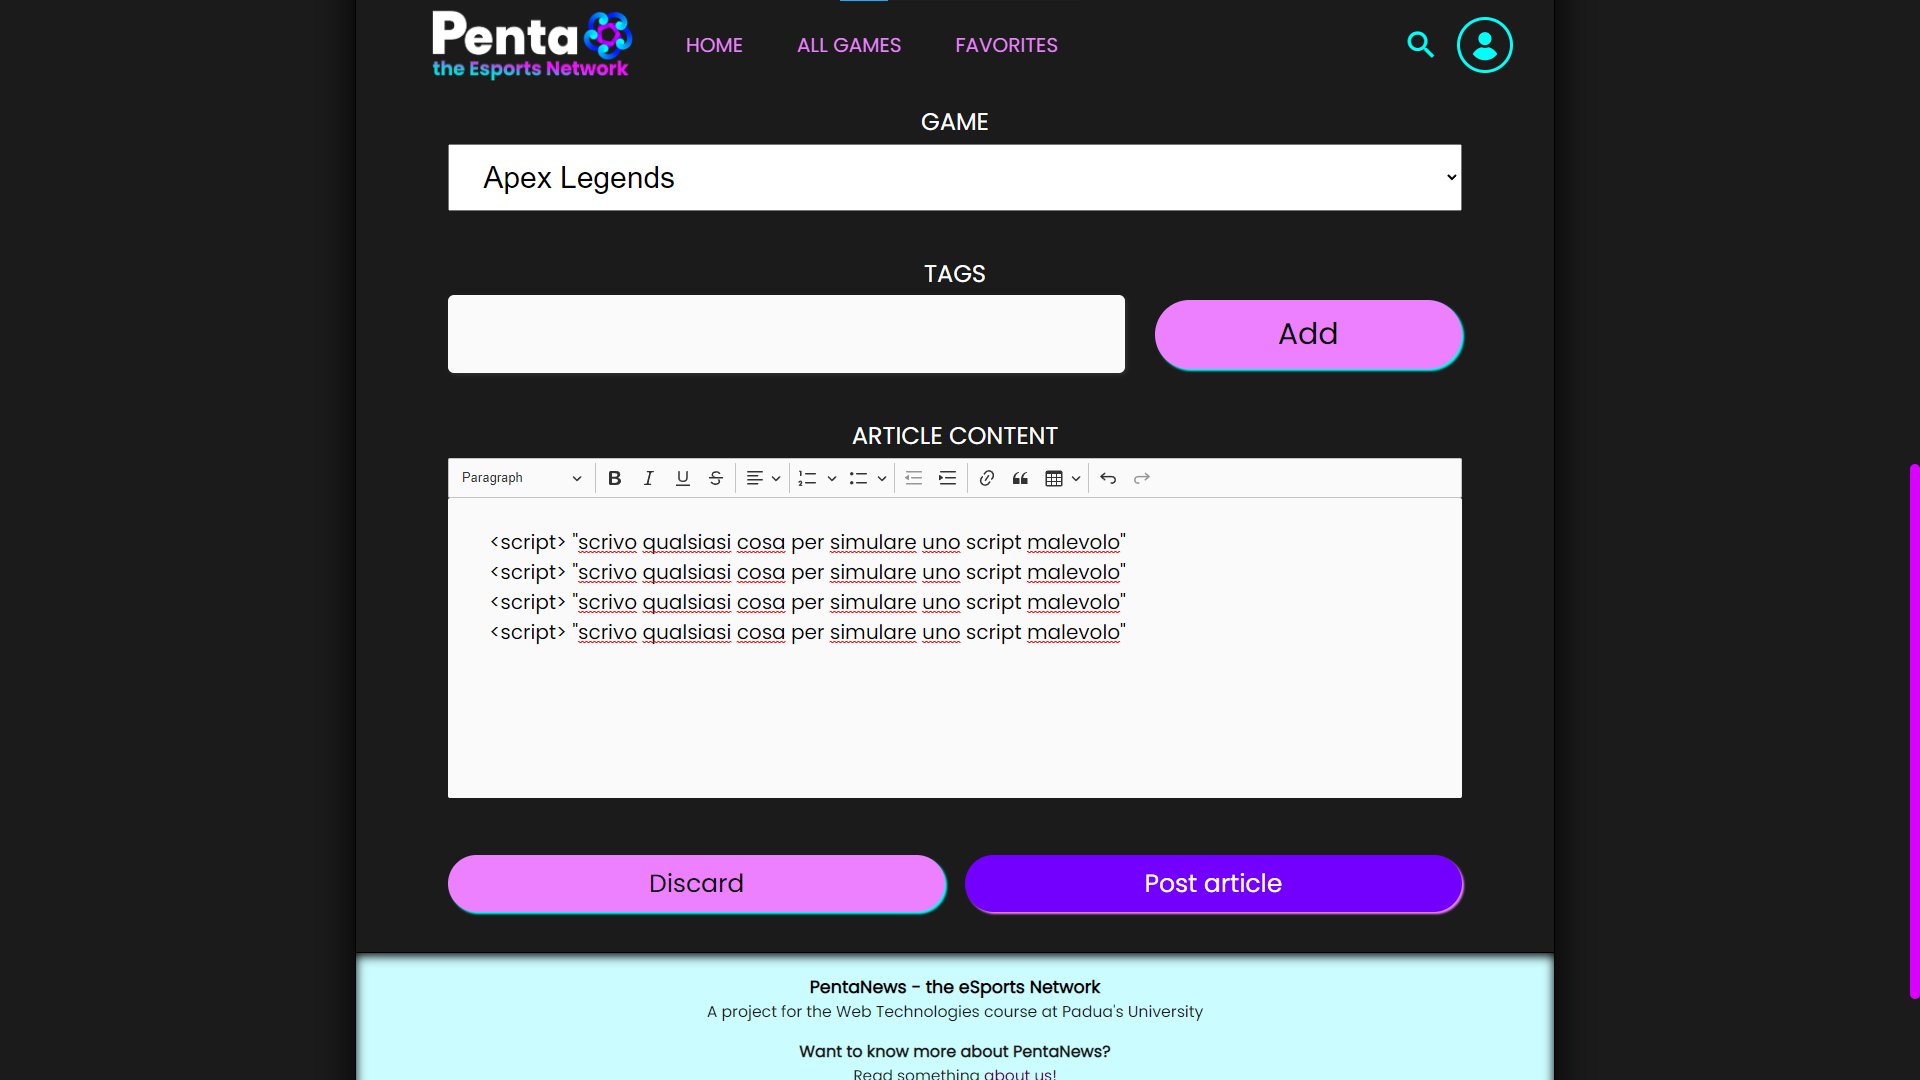 Penta
the Esports Network
HOME
ALL GAMES
FAVORITES
GAME
Apex Legends
TAGS
Add
ARTICLE CONTENT
Paragraph
<script> "scrivo qualsiasi cosa per simulare uno script malevolo"
<script> "scrivo qualsiasi cosa per simulare uno script malevolo"
<script> "scrivo qualsiasi cosa per simulare uno script malevolo"
<script> "scrivo qualsiasi cosa per simulare uno script malevolo"
Discard
Post article
PentaNews - the eSports Network
A project for the Web Technologies course at Padua's University
Want to know more about PentaNews?
Read something about us!